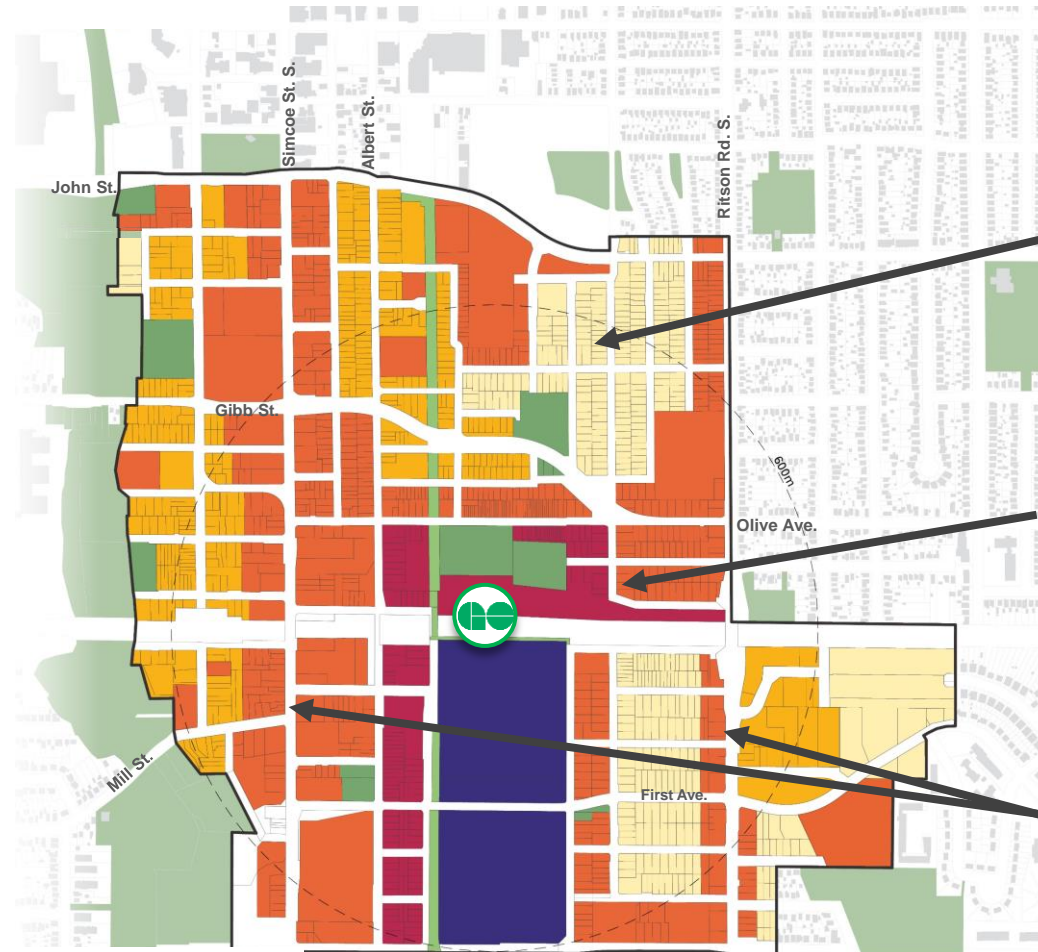 Simcoe St. S.
Albert St.
Ritson Rd. S.
John St.
Gibb St.
600m
Olive Ave.
Mill St.
First Ave.